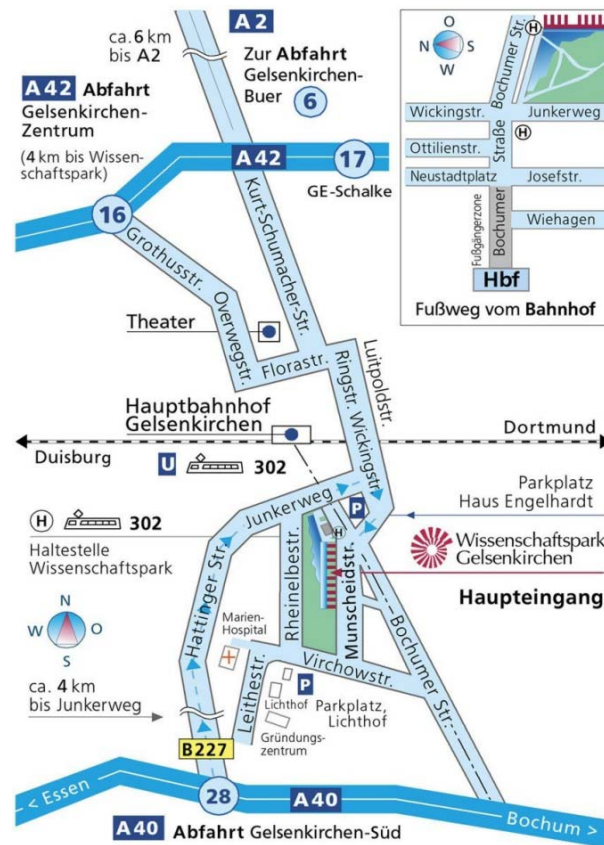 ca. 6 km
bis A2
A 2
Zur Abfahrt
Gelsenkirchen-
Buer
6
A 42 Abfahrt
Gelsenkirchen-
Zentrum
(4 km bis Wissen-
schaftspark)
A 42
17
GE-Schalke
16
Kurt-Schumacher-Str.
Grothusstr.
Overwegstr.
Theater
Florastr.
Ringstr.
Luitpoldstr.
Wickingstr.
O
N
S
W
H
Bochumer Str.
Wickingstr.
Junkerweg
H
Ottilienstr.
Neustadtplatz
Josefstr.
Bochumer Straße
Fußgängerzone
Wiehagen
Hbf
Fußweg vom Bahnhof
Hauptbahnhof
Gelsenkirchen
Duisburg
Dortmund
U
302
Junkerweg
P
Parkplatz
Haus Engelhardt
H
302
Haltestelle
Wissenschaftspark
H
Wissenschaftspark
Gelsenkirchen
Haupteingang
Hattinger Str.
Rheinelbestr.
Munscheidstr.
Bochumer Str.
N
W
O
S
Marien-
Hospital
Virchowstr.
Leithestr.
P
Lichthof
Parkplatz,
Lichthof
Gründungs-
zentrum
ca. 4 km
bis Junkerweg
B227
< Essen
28
A 40
Bochum >
A 40 Abfahrt Gelsenkirchen-Süd